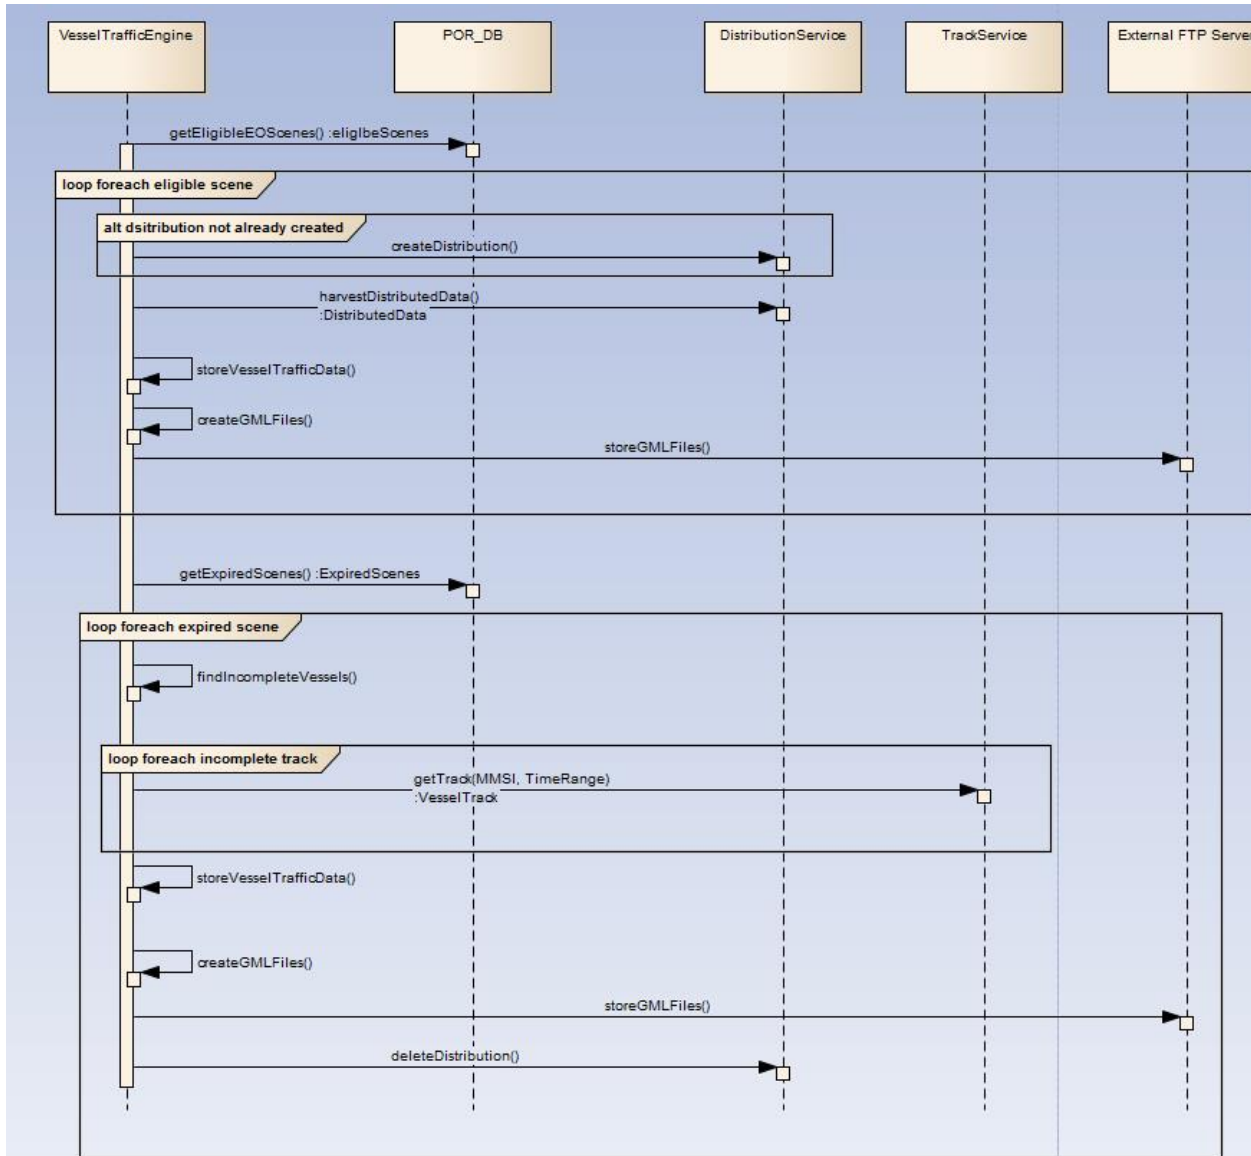 VesselTrafficEngine
POR_DB
DistributionService
TrackService
External FTP Server
getEligibleEOScenes() :eligIbeScenes
loop foreach eligible scene
alt dsitribution not already created
createDistribution()
harvestDistributedData()
:DistributedData
storeVesselTrafficData()
createGMLFiles()
storeGMLFiles()
getExpiredScenes() :ExpiredScenes
loop foreach expired scene
findIncompleteVessels()
loop foreach incomplete track
getTrack(MMSI, TimeRange)
:VesselTrack
storeVesselTrafficData()
createGMLFiles()
storeGMLFiles()
deleteDistribution()